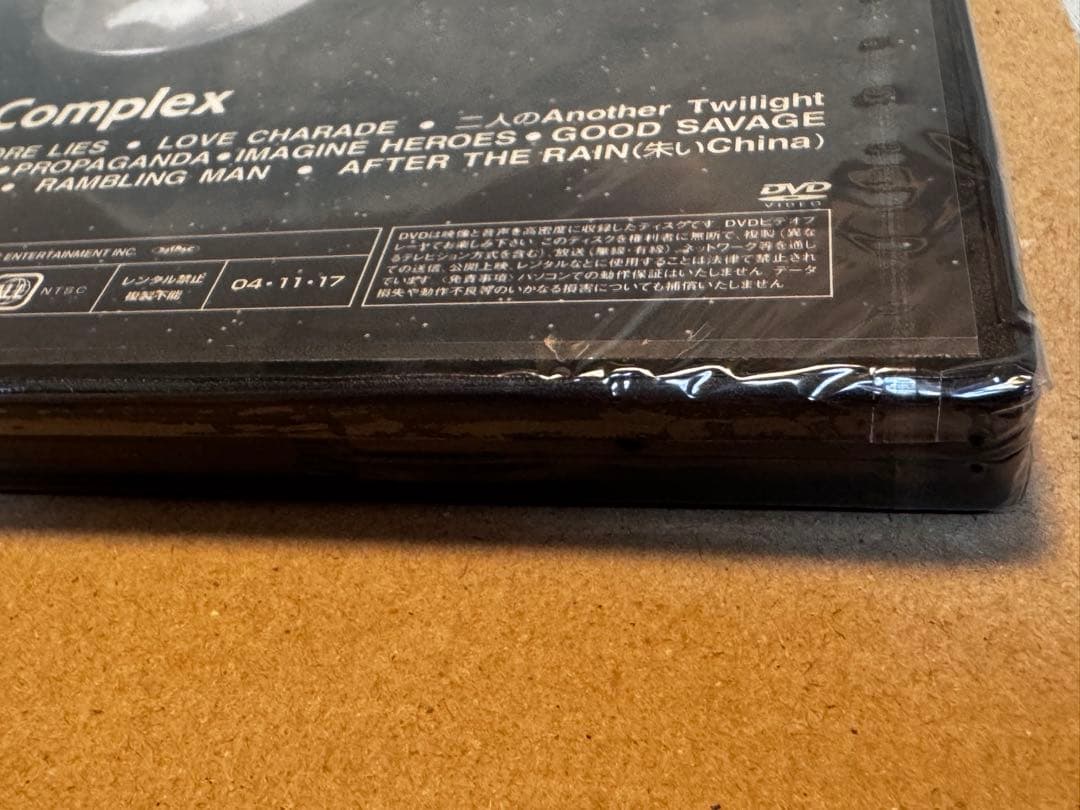 Complex
ORE LIES • LOVE CHARADE • 二人のAnother Twilight
•PROPAGANDA•IMAGINE HEROES•GOOD SAVAGE
• RAMBLING MAN • AFTER THE RAIN(朱いChina)
DVD
VIDEO
ENTERTAINMENT INC.
ALL
NTSC
レンタル禁止
複製不能
04・11・17
DVDは映像と音声を高密度に収録したディスクです。DVDビデオプ
レーヤでお楽しみ下さい。このディスクを権利者に無断で、複製(異な
るテレビジョン方式を含む)、放送(無線・有線)、ネットワーク等を通し
ての送信、公開上映、レンタルなどに使用することは法律で禁止され
ています。〈免責事項〉パソコンでの動作保証はいたしません。データ
損失や動作不良等のいかなる損害についても補償いたしません。